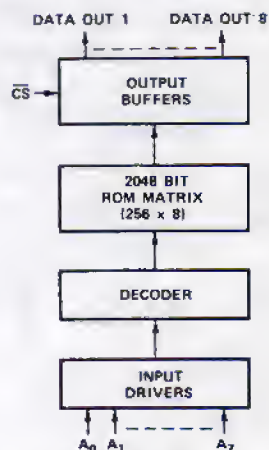 DATA OUT 1 DATA OUT 8
CS
OUTPUT
BUFFERS
2048 BIT
ROM MATRIX
(256 x 8)
DECODER
INPUT
DRIVERS
A0 A1 A7